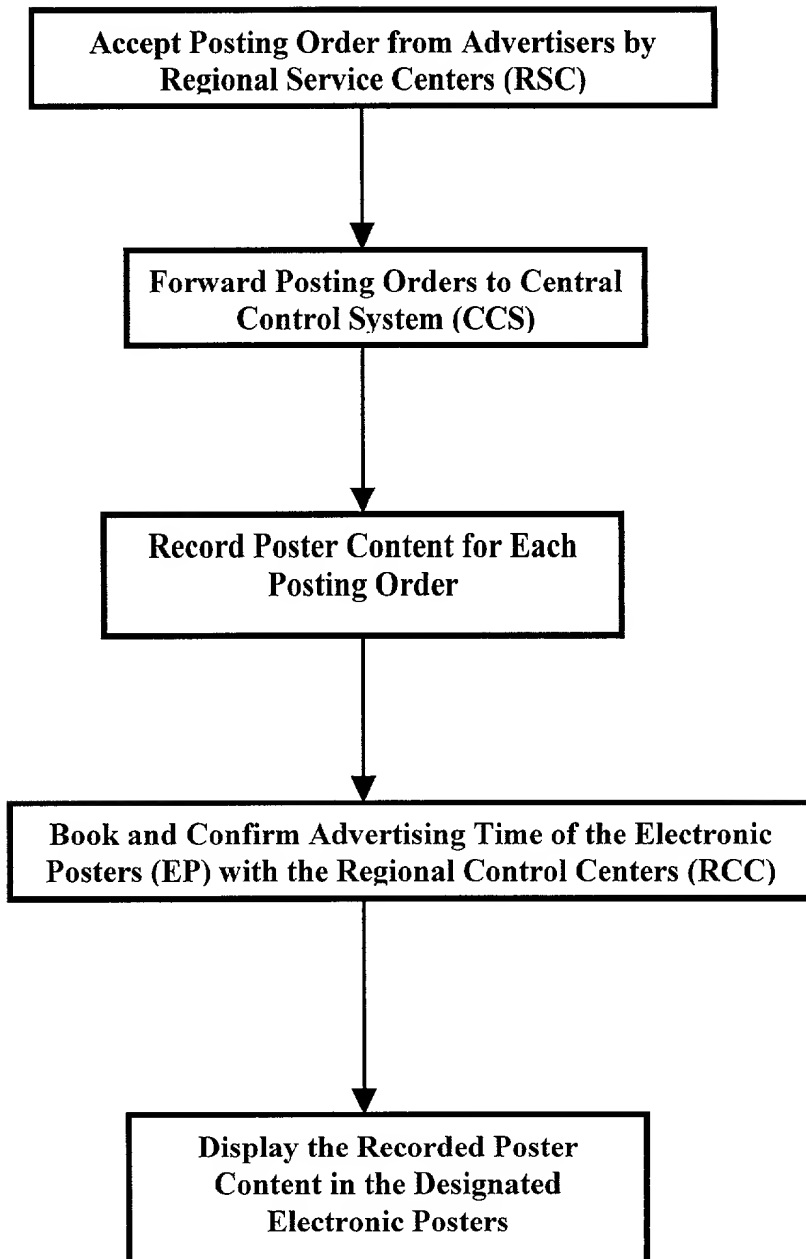 Accept Posting Order from Advertisers by
Regional Service Centers (RSC)
Forward Posting Orders to Central
Control System (CCS)
Record Poster Content for Each
Posting Order
Book and Confirm Advertising Time of the Electronic
Posters (EP) with the Regional Control Centers (RCC)
Display the Recorded Poster
Content in the Designated
Electronic Posters